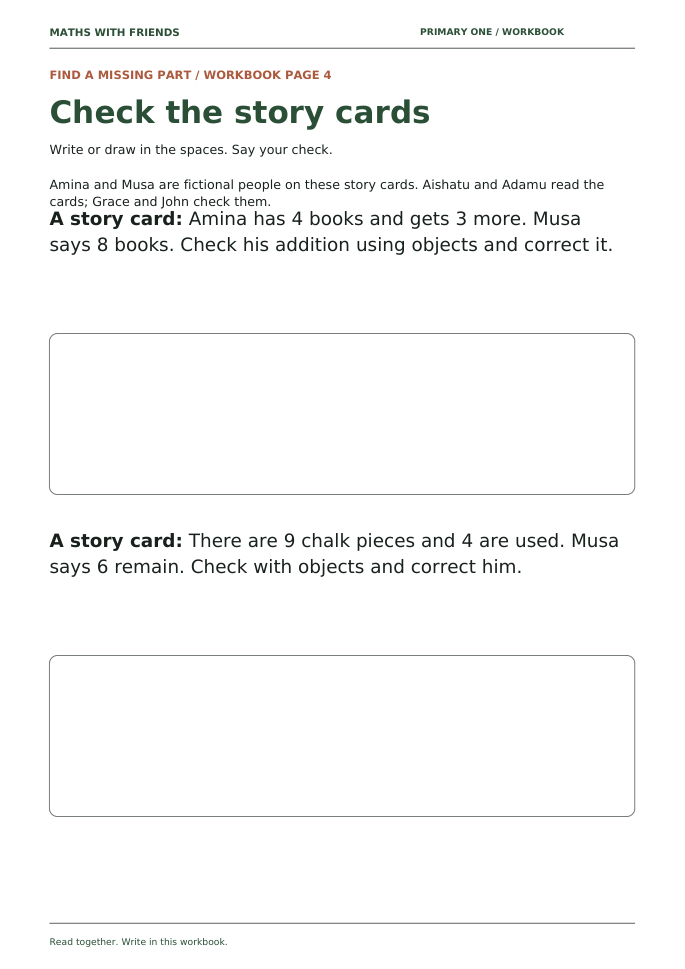 MATHS WITH FRIENDS
PRIMARY ONE / WORKBOOK
FIND A MISSING PART / WORKBOOK PAGE 4
Check the story cards
Write or draw in the spaces. Say your check.
Amina and Musa are fictional people on these story cards. Aishatu and Adamu read the
cards; Grace and John check them.
A story card: Amina has 4 books and gets 3 more. Musa
says 8 books. Check his addition using objects and correct it.
A story card: There are 9 chalk pieces and 4 are used. Musa
says 6 remain. Check with objects and correct him.
Read together. Write in this workbook.